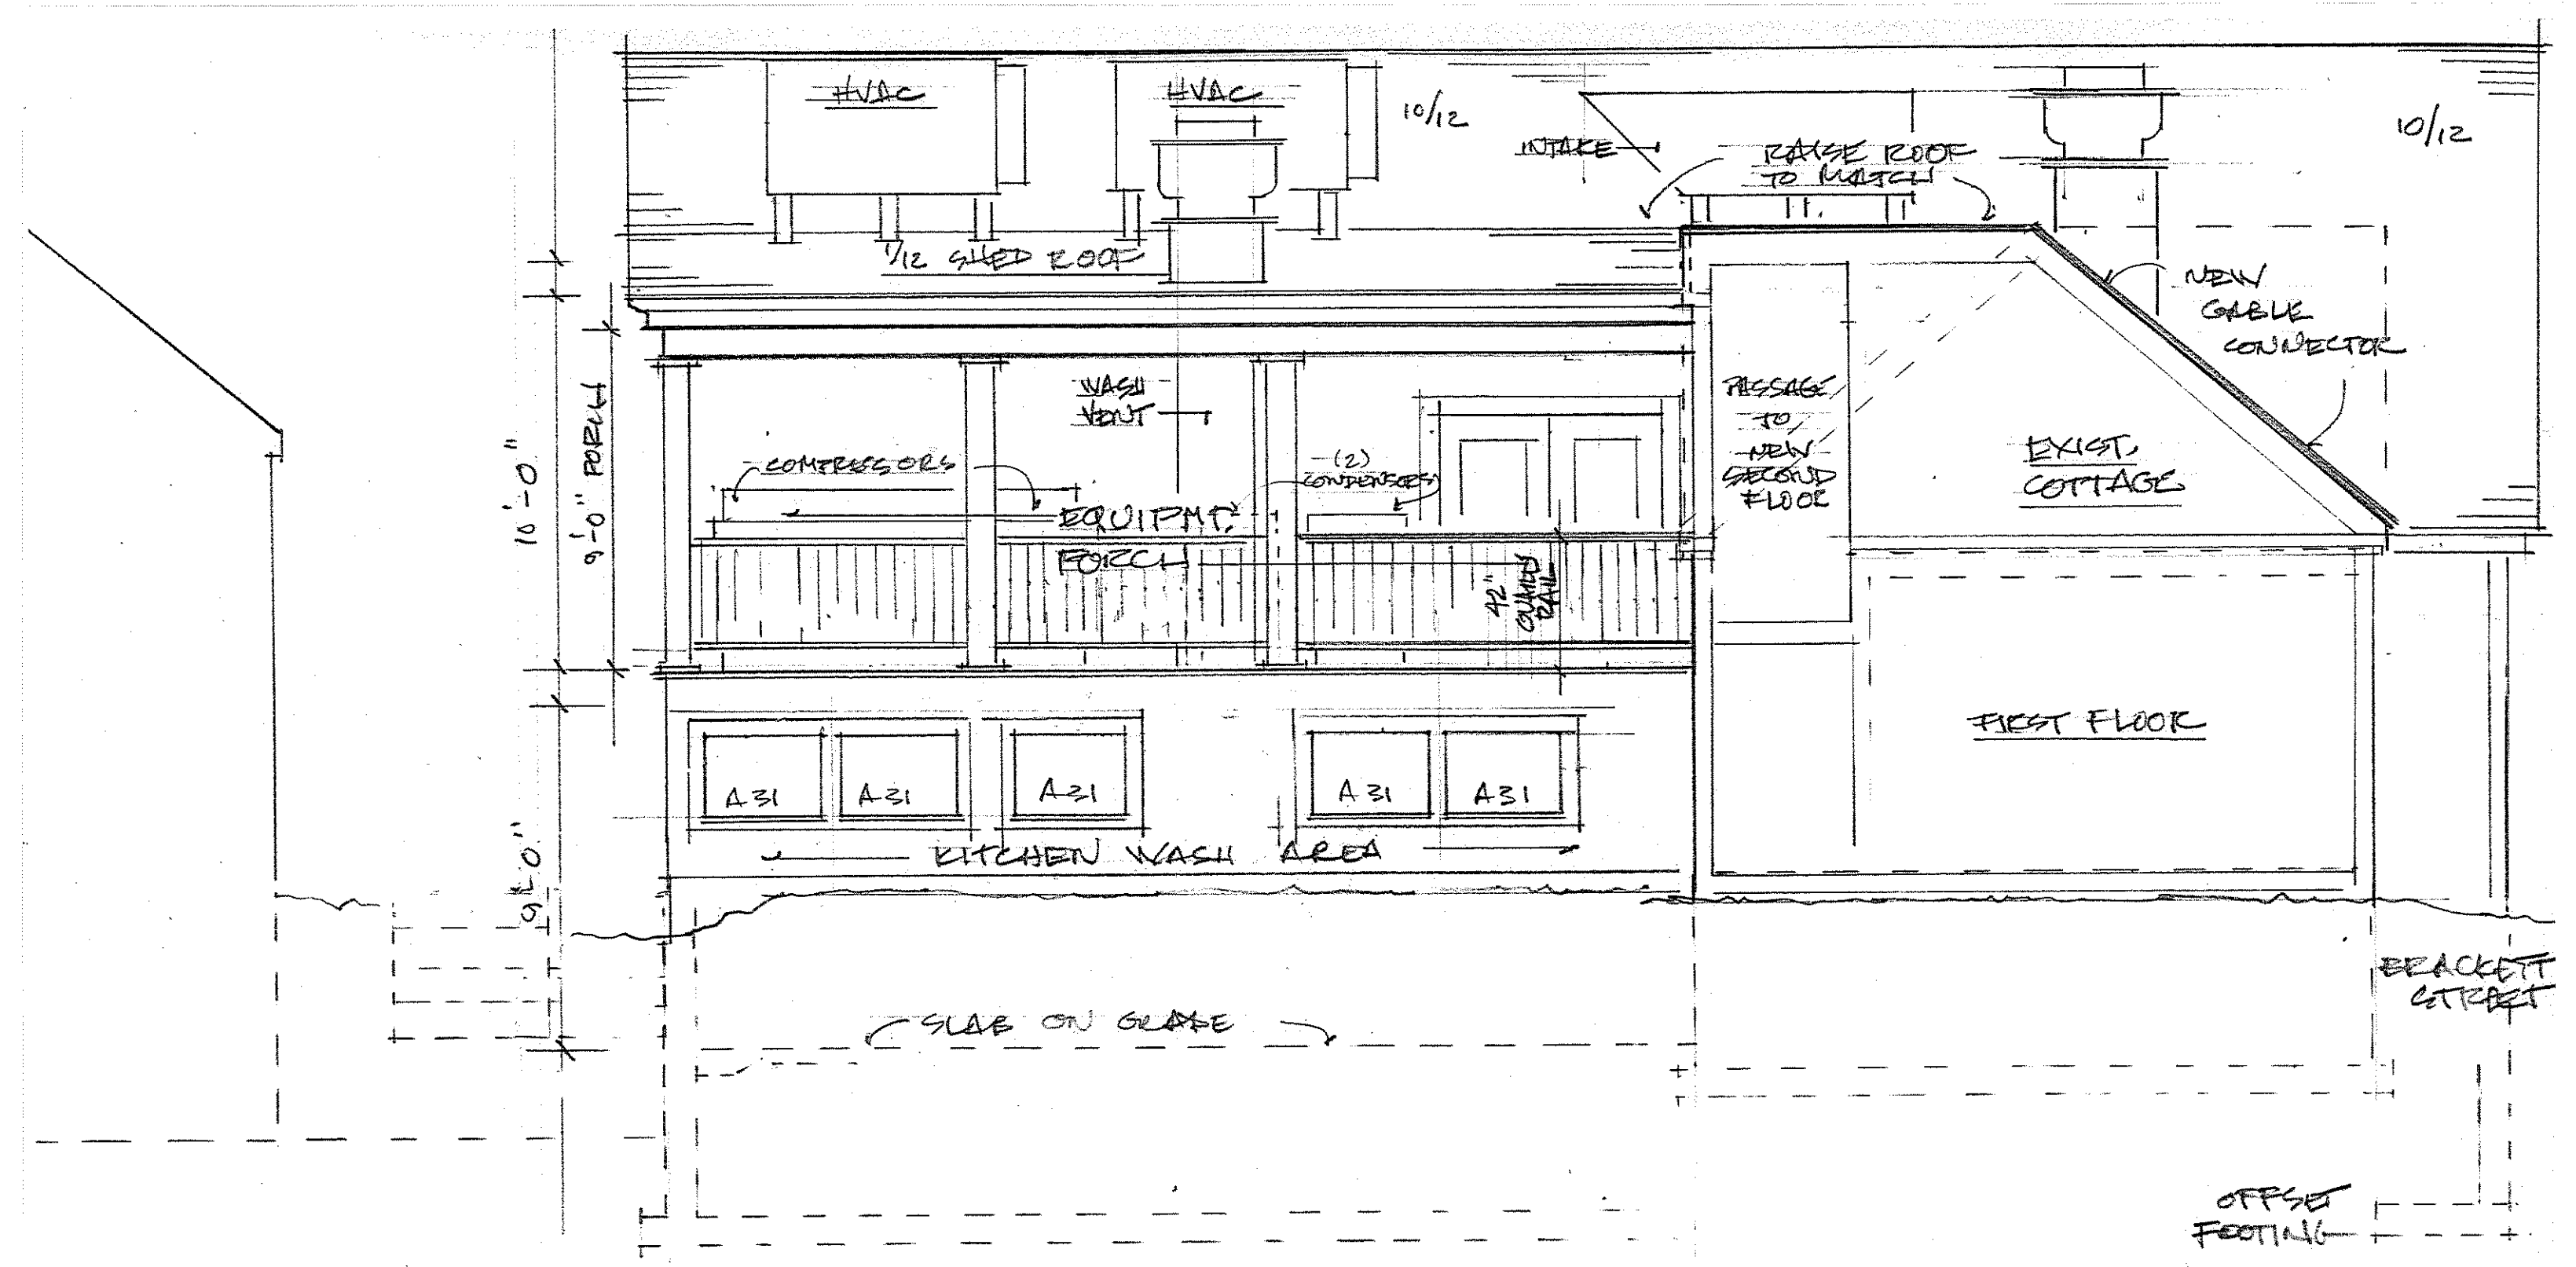 HVAC
HVAC
10/12
INTAKE
RAISE ROOF
TO MATCH
10/12
1/12 SHED ROOF
NEW
GABLE
CONNECTOR
10'-0"
9'-0" PORCH
WASH
VENT
COMPRESSORS
(2)
CONDENSORS
EQUIPMT.
PORCH
42"
GUARD
RAIL
PASSAGE
TO
NEW
SECOND
FLOOR
EXIST.
COTTAGE
FIRST FLOOR
9'-0"
A31
A31
A31
A31
A31
KITCHEN WASH AREA
BRACKETT
STREET
SLAB ON GRADE
OFFSET
FOOTING